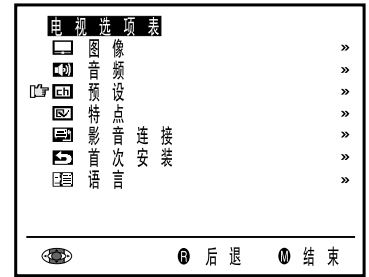 电视选项表
图像 »
音频 »
ch 预设 »
特点 »
影音连接 »
首次安装 »
语言 »
R 后退 M 结束